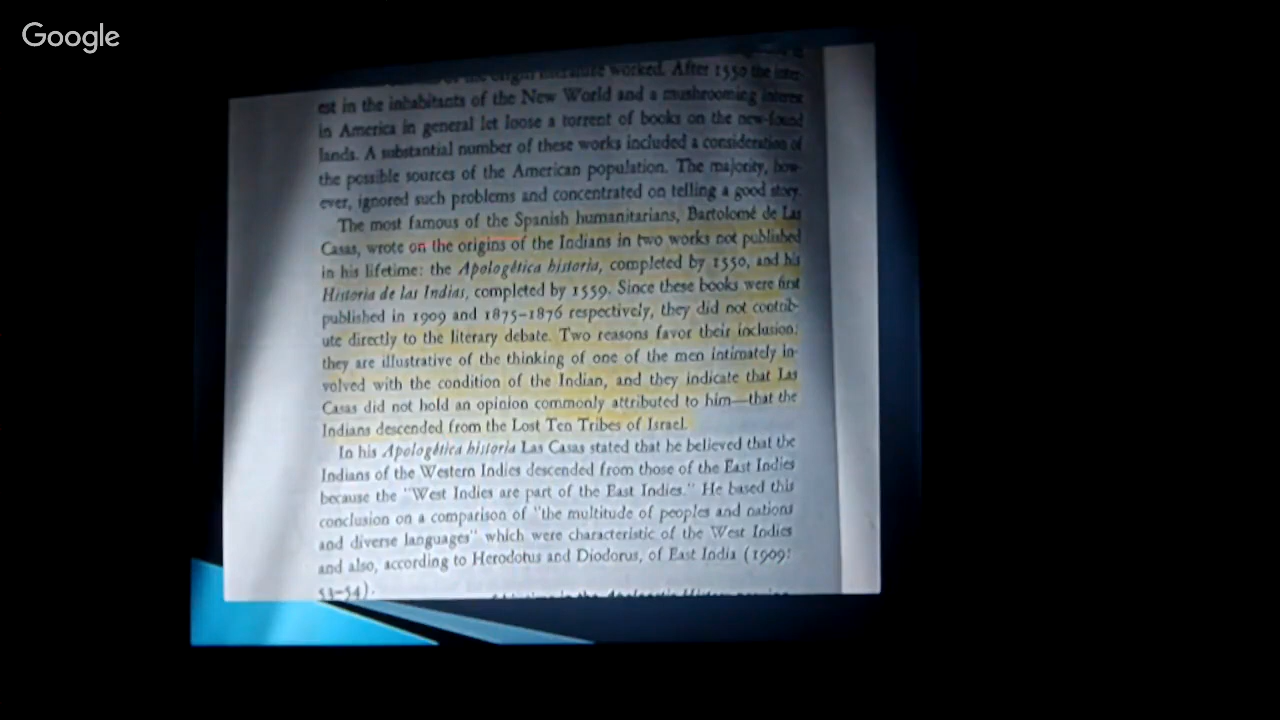 Google
origin literature worked. After 1550 the inter-
est in the inhabitants of the New World and a mushrooming interest
in America in general let loose a torrent of books on the new-found
lands. A substantial number of these works included a consideration of
the possible sources of the American population. The majority, how-
ever, ignored such problems and concentrated on telling a good story.
The most famous of the Spanish humanitarians, Bartolomé de Las
Casas, wrote on the origins of the Indians in two works not published
in his lifetime: the Apologética historia, completed by 1550, and his
Historia de las Indias, completed by 1559. Since these books were first
published in 1909 and 1875–1876 respectively, they did not contrib-
ute directly to the literary debate. Two reasons favor their inclusion:
they are illustrative of the thinking of one of the men intimately in-
volved with the condition of the Indian, and they indicate that Las
Casas did not hold an opinion commonly attributed to him—that the
Indians descended from the Lost Ten Tribes of Israel.
In his Apologética historia Las Casas stated that he believed that the
Indians of the Western Indies descended from those of the East Indies
because the "West Indies are part of the East Indies." He based this
conclusion on a comparison of "the multitude of peoples and nations
and diverse languages" which were characteristic of the West Indies
and also, according to Herodotus and Diodorus, of East India (1909:
53–54).